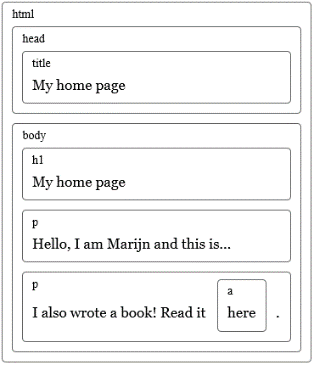 html
head
title
My home page
body
h1
My home page
p
Hello, I am Marijn and this is...
p
a
I also wrote a book! Read it here .